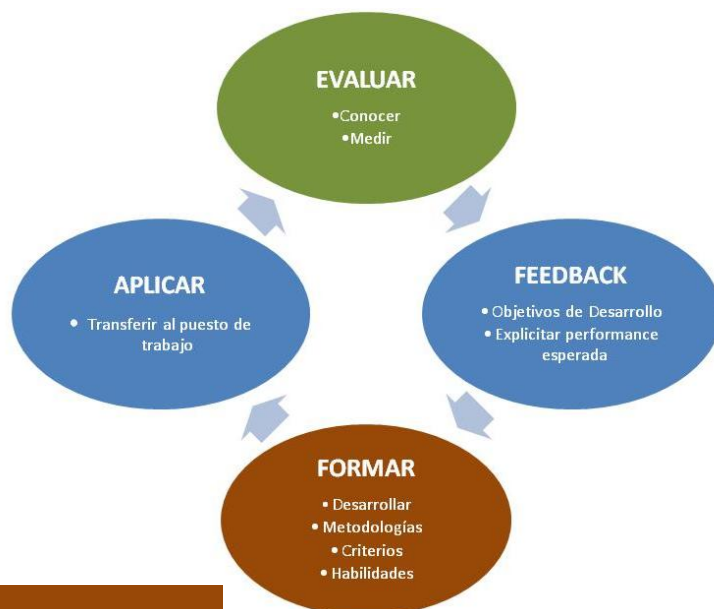 EVALUAR
•Conocer
•Medir
FEEDBACK
• Objetivos de Desarrollo
• Explicitar performance
esperada
FORMAR
• Desarrollar
• Metodologías
• Criterios
• Habilidades
APLICAR
• Transferir al puesto de
trabajo